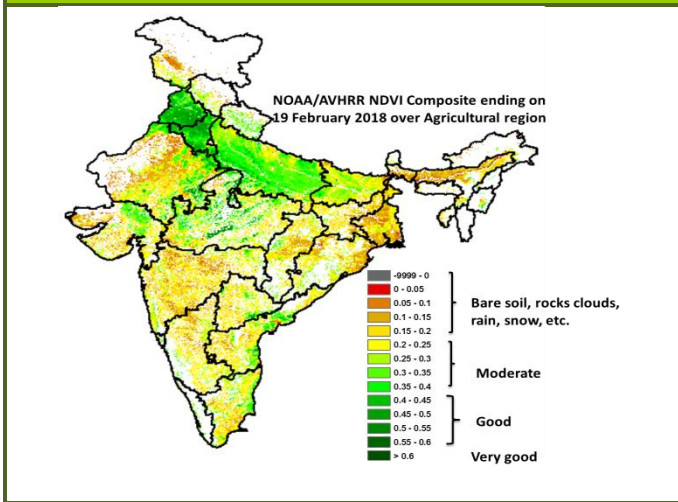 NOAA/AVHRR NDVI Composite ending on
19 February 2018 over Agricultural region
-9999 - 0
0 - 0.05
0.05 - 0.1
0.1 - 0.15
0.15 - 0.2
0.2 - 0.25
0.25 - 0.3
0.3 - 0.35
0.35 - 0.4
0.4 - 0.45
0.45 - 0.5
0.5 - 0.55
0.55 - 0.6
> 0.6
Bare soil, rocks clouds,
rain, snow, etc.
Moderate
Good
Very good